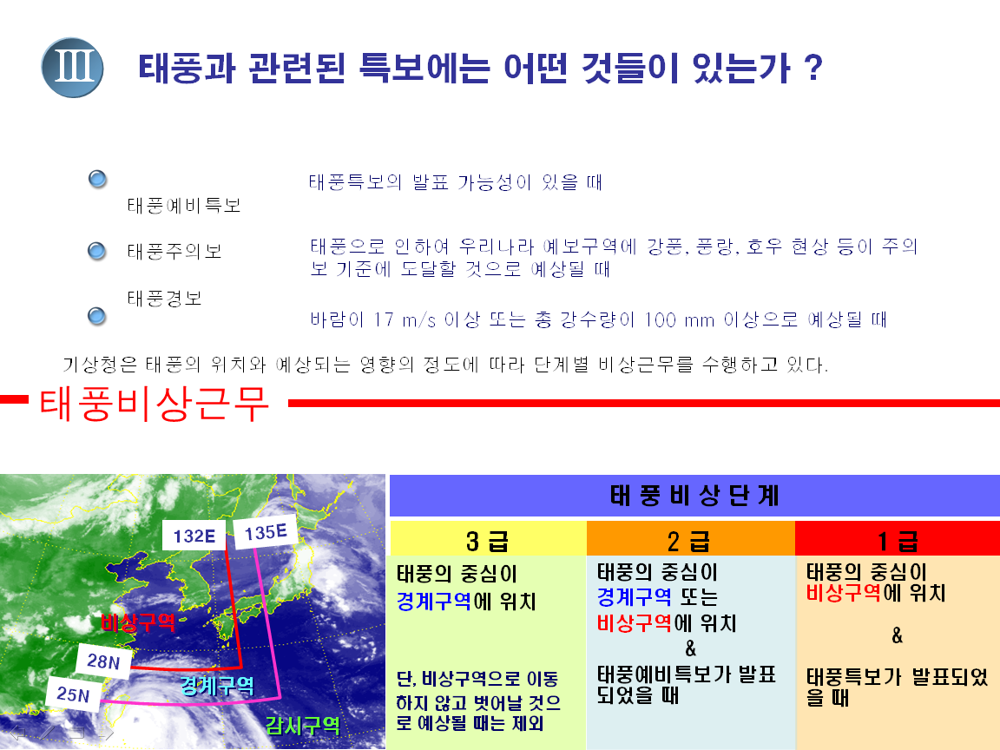 Ⅲ 태풍과 관련된 특보에는 어떤 것들이 있는가 ?
태풍예비특보
태풍특보의 발표 가능성이 있을 때
태풍주의보
태풍으로 인하여 우리나라 예보구역에 강풍, 풍랑, 호우 현상 등이 주의
보 기준에 도달할 것으로 예상될 때
태풍경보
바람이 17 m/s 이상 또는 총 강수량이 100 mm 이상으로 예상될 때
기상청은 태풍의 위치와 예상되는 영향의 정도에 따라 단계별 비상근무를 수행하고 있다.
태풍비상근무
132E
135E
비상구역
28N
25N
경계구역
감시구역
태 풍 비 상 단 계
3 급
태풍의 중심이
경계구역에 위치
단, 비상구역으로 이동
하지 않고 벗어날 것으
로 예상될 때는 제외
2 급
태풍의 중심이
경계구역 또는
비상구역에 위치
&
태풍예비특보가 발표
되었을 때
1 급
태풍의 중심이
비상구역에 위치
&
태풍특보가 발표되었
을 때